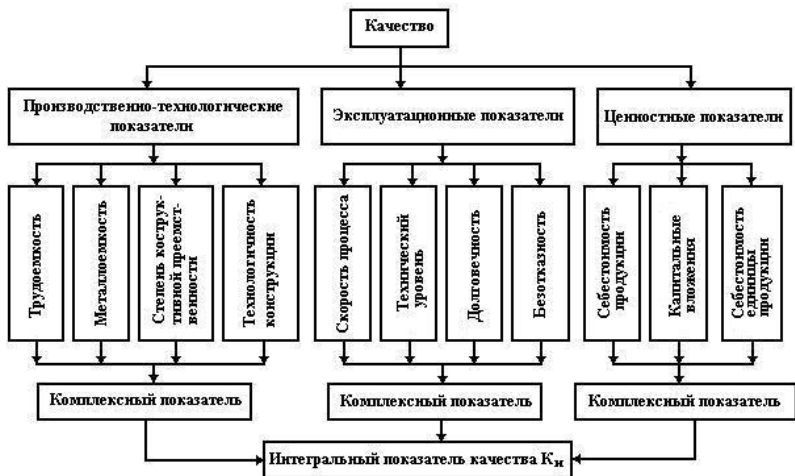 Качество
Производственно-технологические
показатели
Эксплуатационные показатели
Ценностные показатели
Трудоемкость
Металлоемкость
Степень кострук-
тивной преемст-
венности
Технологичность
конструкции
Скорость процесса
Технический
уровень
Долговечность
Безотказность
Себестоимость
продукции
Капитальные
вложения
Себестоимость
единицы
продукции
Комплексный показатель
Комплексный показатель
Комплексный показатель
Интегральный показатель качества Ки